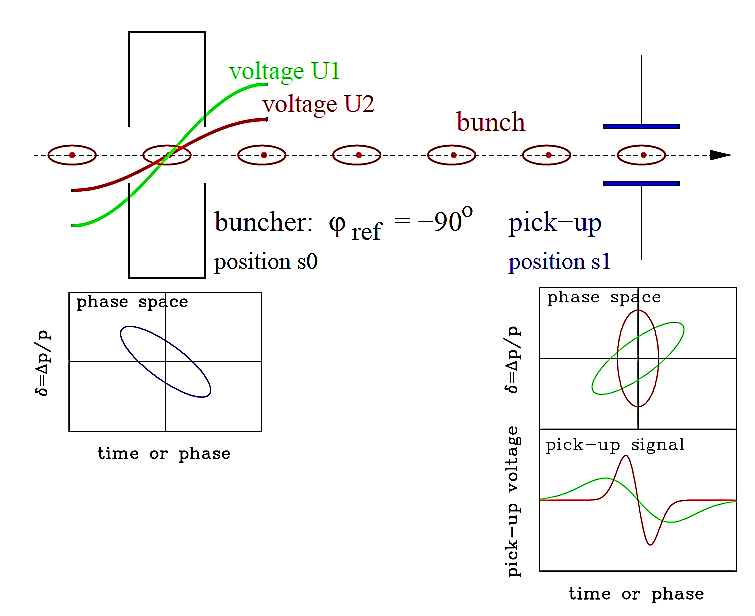 voltage U1
voltage U2
bunch
buncher: φ ref = −90°
pick−up
position s0
position s1
phase space
δ=Δp/p
time or phase
phase space
δ=Δp/p
pick−up signal
pick−up voltage
time or phase